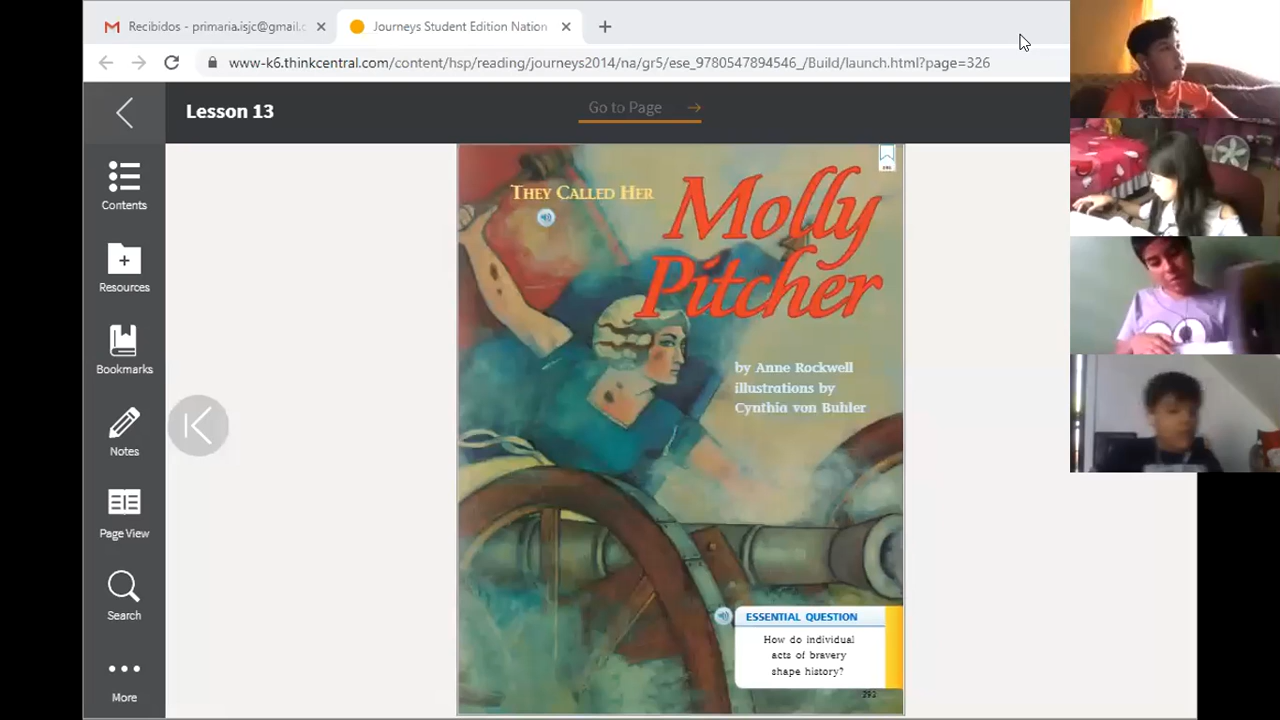 Recibidos - primaria.isjc@gmail.c
Journeys Student Edition Nation
www-k6.thinkcentral.com/content/hsp/reading/journeys2014/na/gr5/ese_9780547894546_/Build/launch.html?page=326
Lesson 13
Go to Page
Contents
Resources
Bookmarks
Notes
Page View
Search
More
THEY CALLED HER
Molly
Pitcher
by Anne Rockwell
illustrations by
Cynthia von Buhler
ESSENTIAL QUESTION
How do individual
acts of bravery
shape history?
292